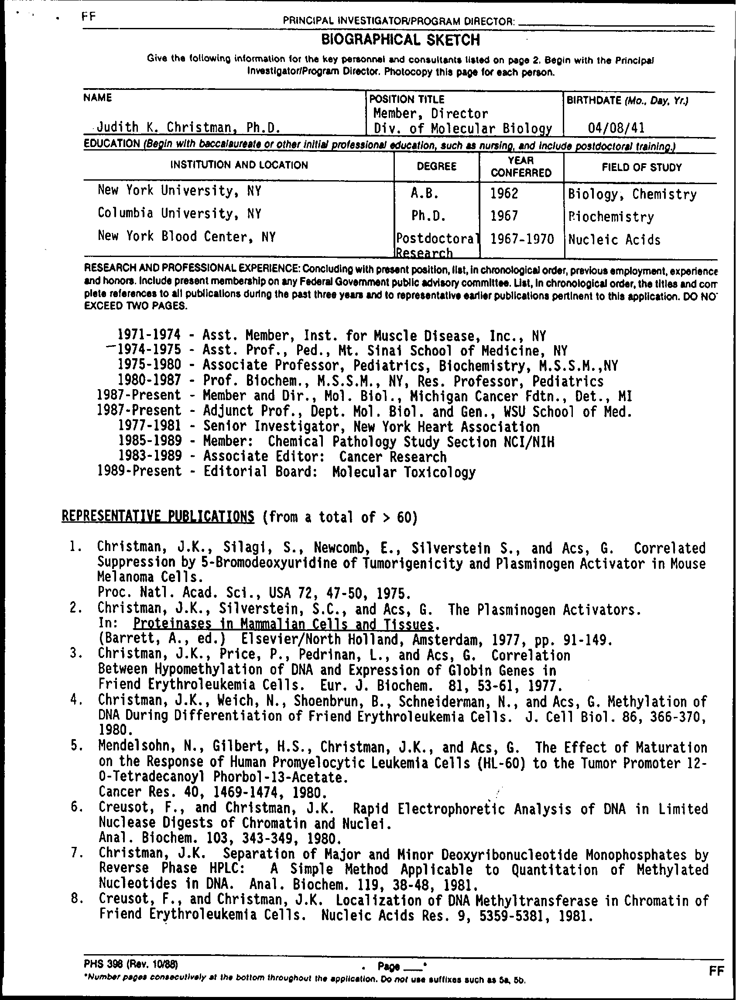 FF
PRINCIPAL INVESTIGATOR/PROGRAM DIRECTOR:
BIOGRAPHICAL SKETCH
Give the following information for the key personnel and consultants listed on page 2. Begin with the Principal
Investigator/Program Director. Photocopy this page for each person.
NAME
POSITION TITLE
BIRTHDATE (Mo., Day, Yr.)
Judith K. Christman, Ph.D.
Member, Director
Div. of Molecular Biology
04/08/41
EDUCATION (Begin with baccalaureate or other initial professional education, such as nursing, and include postdoctoral training.)
INSTITUTION AND LOCATION DEGREE YEAR CONFERRED FIELD OF STUDY
New York University, NY A.B. 1962 Biology, Chemistry
Columbia University, NY Ph.D. 1967 Biochemistry
New York Blood Center, NY Postdoctoral Research 1967-1970 Nucleic Acids
RESEARCH AND PROFESSIONAL EXPERIENCE: Concluding with present position, list, in chronological order, previous employment, experience
and honors. Include present membership on any Federal Government public advisory committee. List, in chronological order, the titles and com
plete references to all publications during the past three years and to representative earlier publications pertinent to this application. DO NO
EXCEED TWO PAGES.
1971-1974 - Asst. Member, Inst. for Muscle Disease, Inc., NY
1974-1975 - Asst. Prof., Ped., Mt. Sinai School of Medicine, NY
1975-1980 - Associate Professor, Pediatrics, Biochemistry, M.S.S.M.,NY
1980-1987 - Prof. Biochem., M.S.S.M., NY, Res. Professor, Pediatrics
1987-Present - Member and Dir., Mol. Biol., Michigan Cancer Fdtn., Det., MI
1987-Present - Adjunct Prof., Dept. Mol. Biol. and Gen., WSU School of Med.
1977-1981 - Senior Investigator, New York Heart Association
1985-1989 - Member: Chemical Pathology Study Section NCI/NIH
1983-1989 - Associate Editor: Cancer Research
1989-Present - Editorial Board: Molecular Toxicology
REPRESENTATIVE PUBLICATIONS (from a total of > 60)
1. Christman, J.K., Silagi, S., Newcomb, E., Silverstein S., and Acs, G. Correlated
Suppression by 5-Bromodeoxyuridine of Tumorigenicity and Plasminogen Activator in Mouse
Melanoma Cells.
Proc. Natl. Acad. Sci., USA 72, 47-50, 1975.
2. Christman, J.K., Silverstein, S.C., and Acs, G. The Plasminogen Activators.
In: Proteinases in Mammalian Cells and Tissues.
(Barrett, A., ed.) Elsevier/North Holland, Amsterdam, 1977, pp. 91-149.
3. Christman, J.K., Price, P., Pedrinan, L., and Acs, G. Correlation
Between Hypomethylation of DNA and Expression of Globin Genes in
Friend Erythroleukemia Cells. Eur. J. Biochem. 81, 53-61, 1977.
4. Christman, J.K., Weich, N., Shoenbrun, B., Schneiderman, N., and Acs, G. Methylation of
DNA During Differentiation of Friend Erythroleukemia Cells. J. Cell Biol. 86, 366-370,
1980.
5. Mendelsohn, N., Gilbert, H.S., Christman, J.K., and Acs, G. The Effect of Maturation
on the Response of Human Promyelocytic Leukemia Cells (HL-60) to the Tumor Promoter 12-
O-Tetradecanoyl Phorbol-13-Acetate.
Cancer Res. 40, 1469-1474, 1980.
6. Creusot, F., and Christman, J.K. Rapid Electrophoretic Analysis of DNA in Limited
Nuclease Digests of Chromatin and Nuclei.
Anal. Biochem. 103, 343-349, 1980.
7. Christman, J.K. Separation of Major and Minor Deoxyribonucleotide Monophosphates by
Reverse Phase HPLC: A Simple Method Applicable to Quantitation of Methylated
Nucleotides in DNA. Anal. Biochem. 119, 38-48, 1981.
8. Creusot, F., and Christman, J.K. Localization of DNA Methyltransferase in Chromatin of
Friend Erythroleukemia Cells. Nucleic Acids Res. 9, 5359-5381, 1981.
PHS 398 (Rev. 10/88) Page ___*
*Number pages consecutively at the bottom throughout the application. Do not use suffixes such as 5a, 5b.
FF